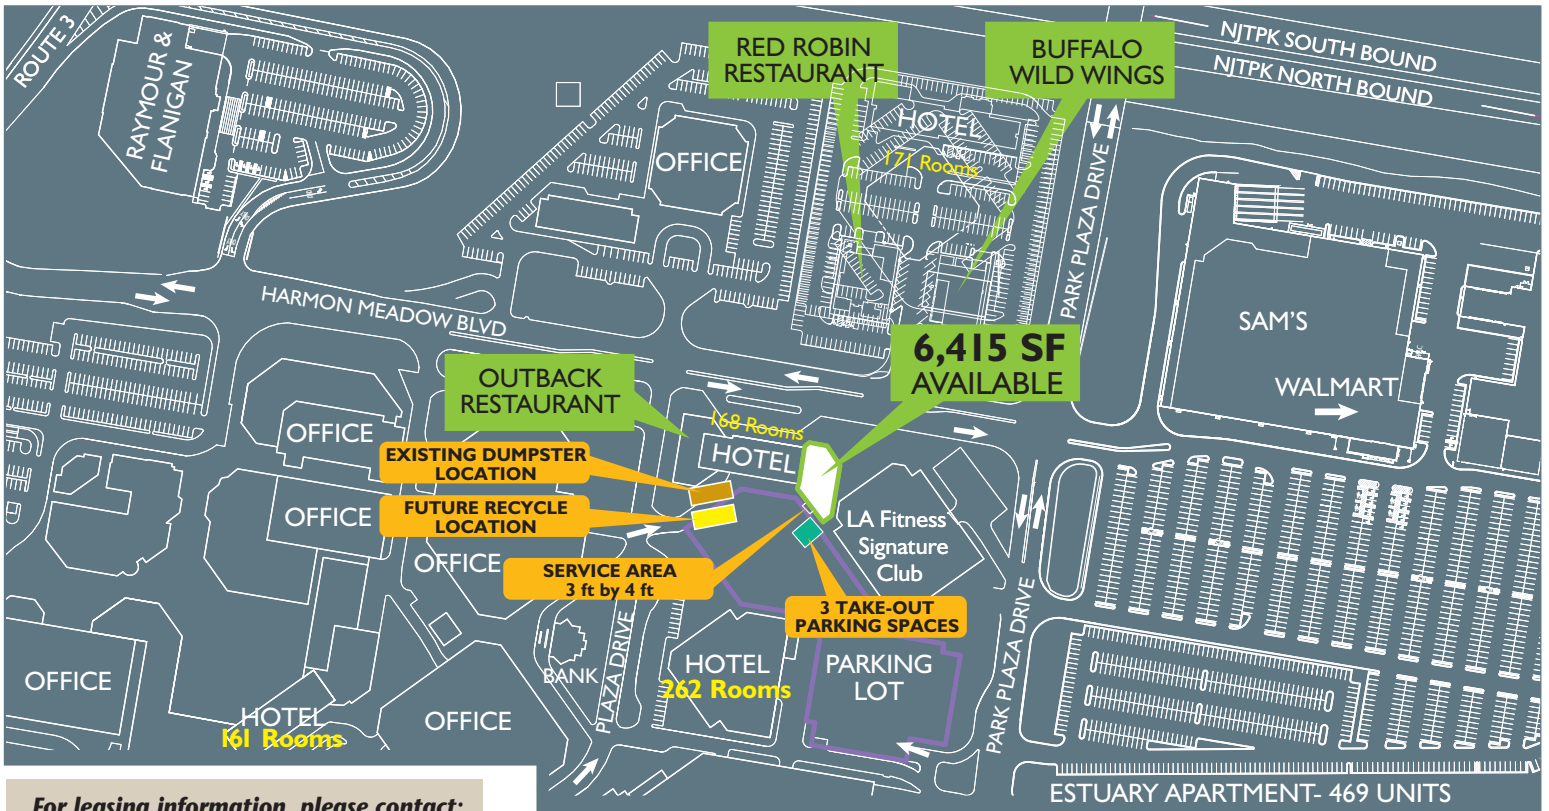 ROUTE 3
RAYMOUR &
FLANIGAN
RED ROBIN
RESTAURANT
BUFFALO
WILD WINGS
NJTPK SOUTH BOUND
NJTPK NORTH BOUND
HOTEL
171 Rooms
OFFICE
PARK PLAZA DRIVE
HARMON MEADOW BLVD
SAM'S
WALMART
6,415 SF
AVAILABLE
OUTBACK
RESTAURANT
168 Rooms
HOTEL
OFFICE
EXISTING DUMPSTER
LOCATION
FUTURE RECYCLE
LOCATION
OFFICE
OFFICE
LA Fitness
Signature
Club
SERVICE AREA
3 ft by 4 ft
3 TAKE-OUT
PARKING SPACES
PARK PLAZA DRIVE
PLAZA DRIVE
BANK
HOTEL
262 Rooms
PARKING
LOT
OFFICE
HOTEL
161 Rooms
OFFICE
ESTUARY APARTMENT- 469 UNITS
For leasing information, please contact: